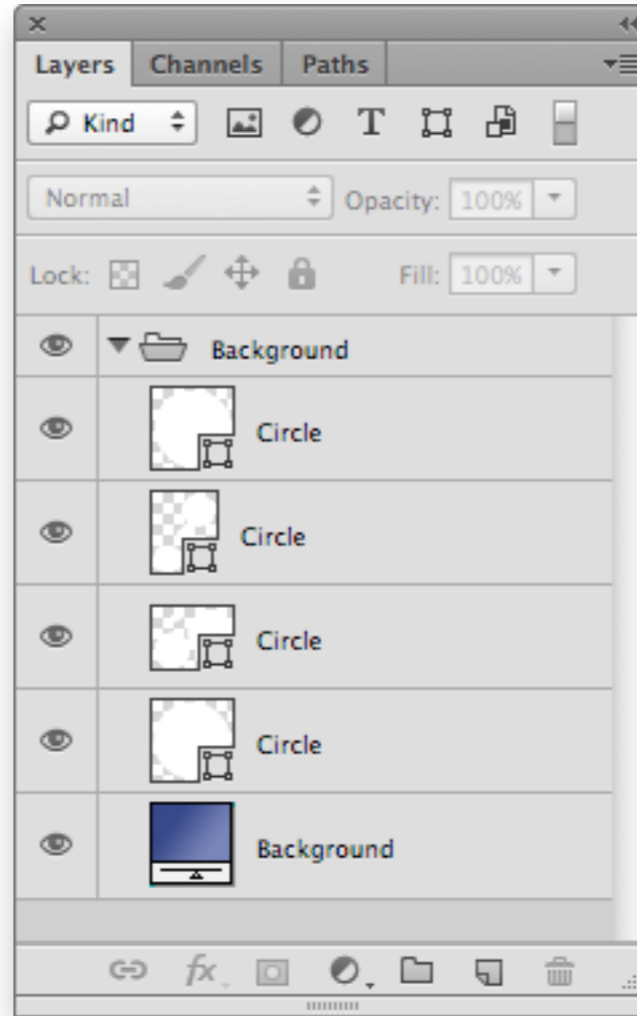 Layers Channels Paths
Kind T
Normal Opacity: 100%
Lock: Fill: 100%
Background
Circle
Circle
Circle
Circle
Background
fx